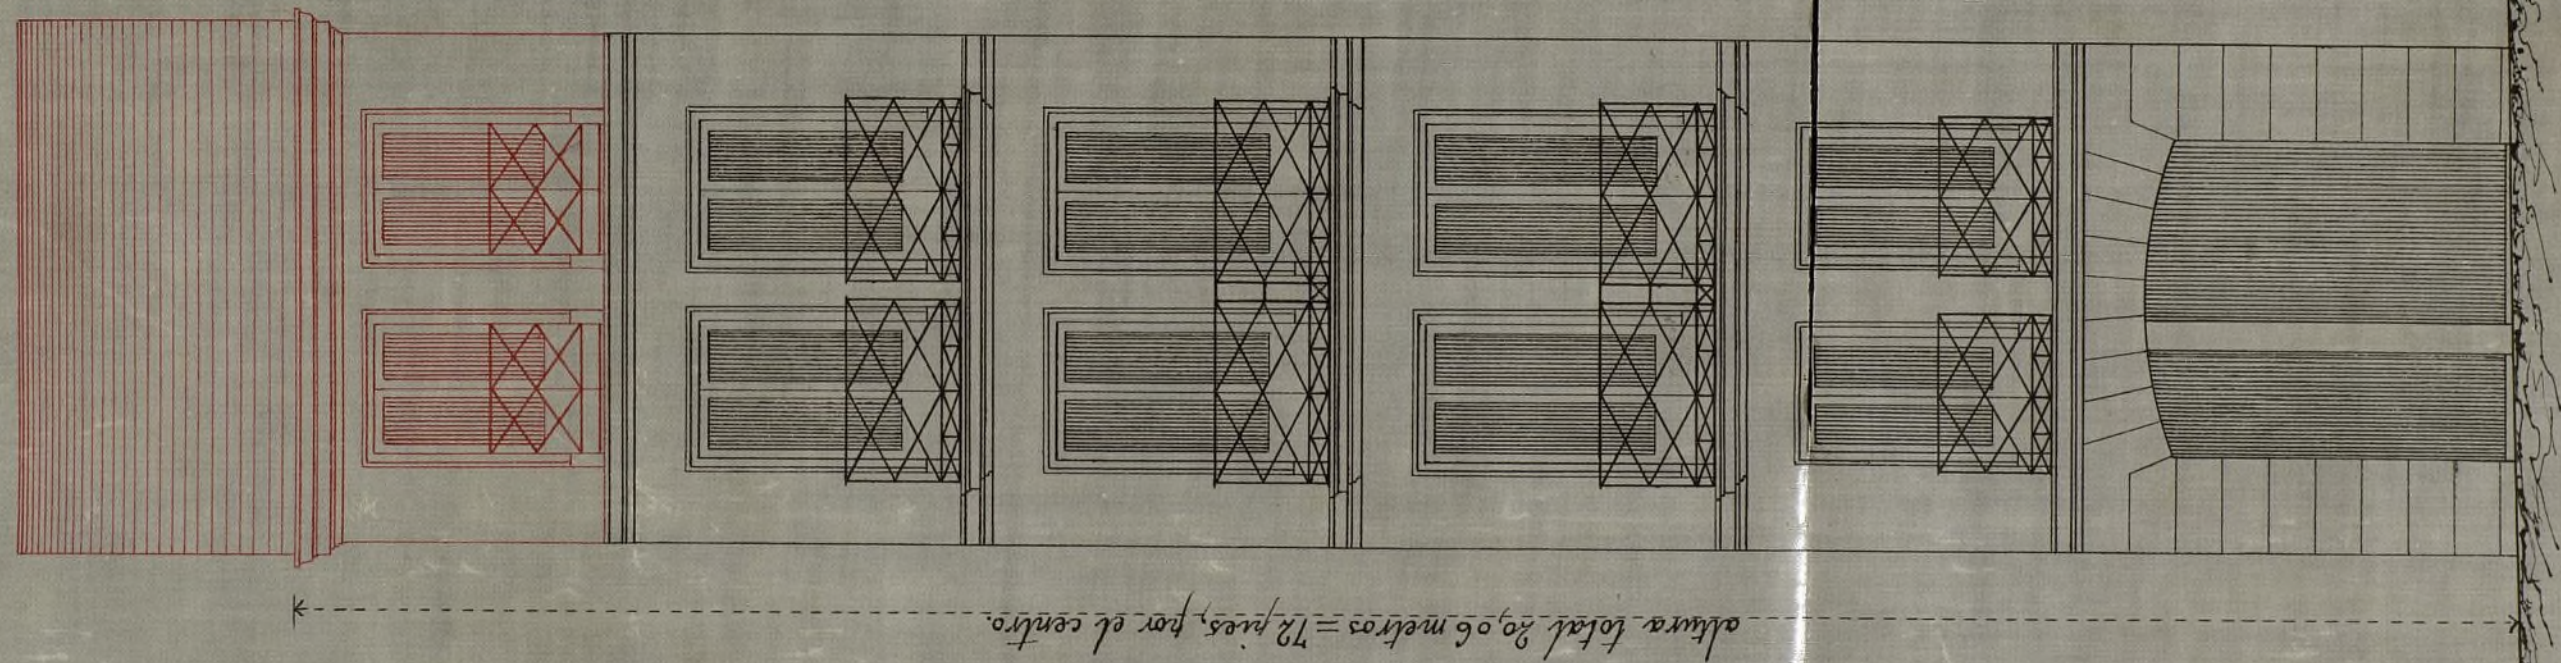 altura total 20,06 metros = 72 pies, por el centro.